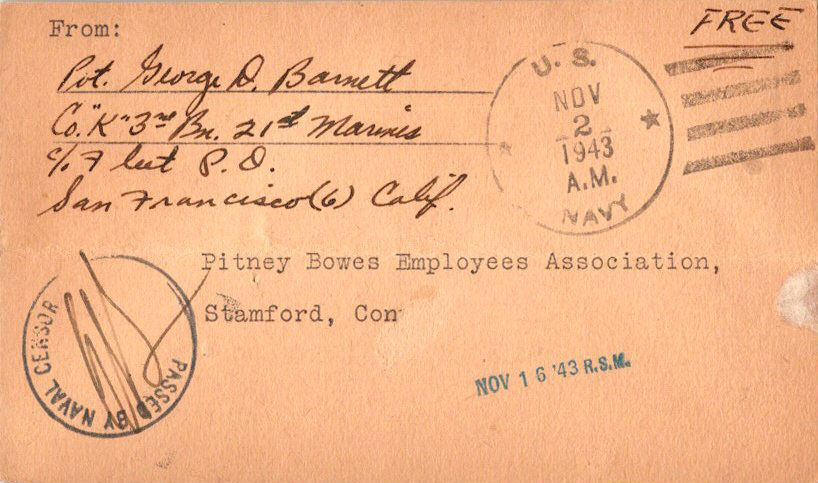 From:
FREE
Pvt. George D. Barnett
Co. "K" 3rd Bn. 21st Marines
c/o Fleet P. O.
San Francisco (6) Calif.
U. S.
NOV
2
1943
A.M.
NAVY
Pitney Bowes Employees Association,
Stamford, Con
PASSED BY NAVAL CENSOR
NOV 16 '43 R.S.M.